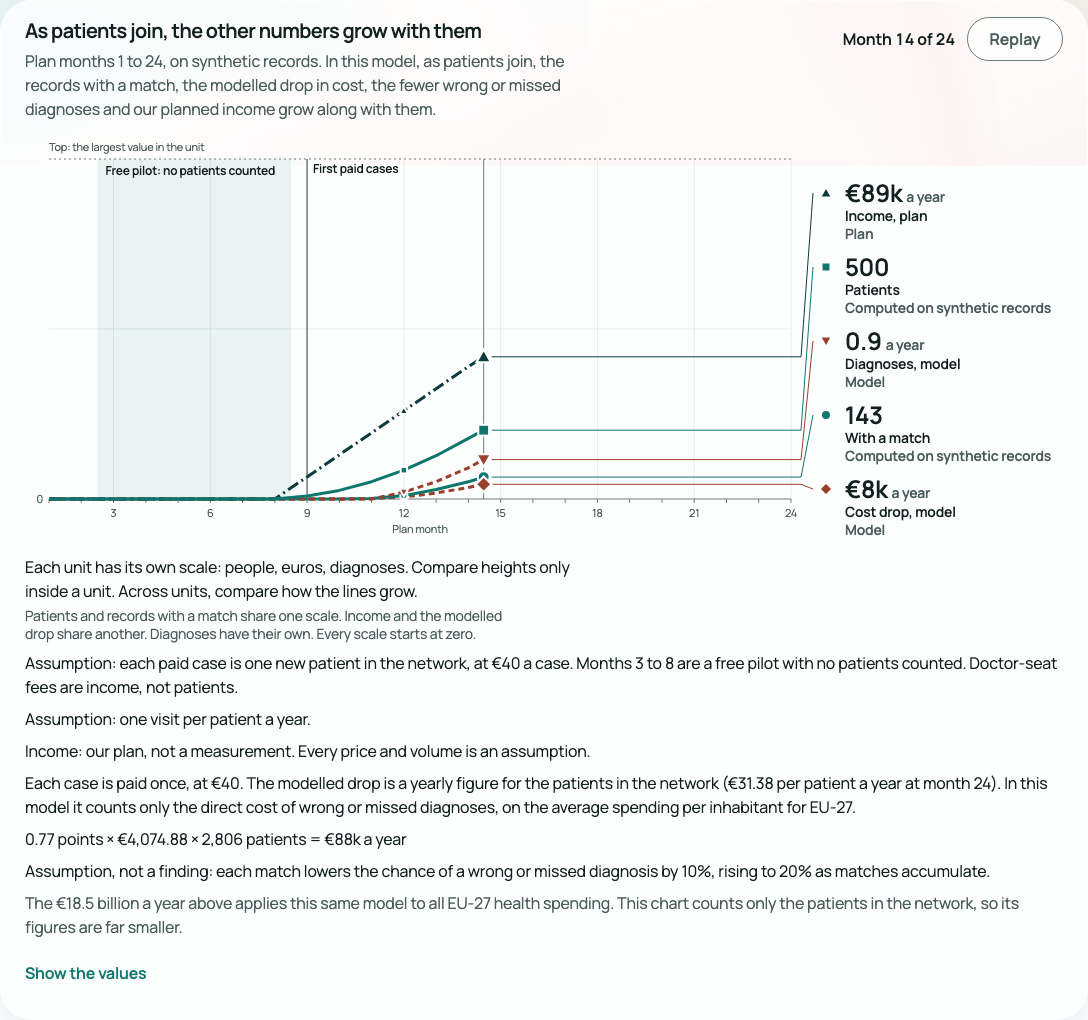 As patients join, the other numbers grow with them
Month 14 of 24
Replay
Plan months 1 to 24, on synthetic records. In this model, as patients join, the
records with a match, the modelled drop in cost, the fewer wrong or missed
diagnoses and our planned income grow along with them.
Top: the largest value in the unit
Free pilot: no patients counted
First paid cases
€89k a year
Income, plan
Plan
500
Patients
Computed on synthetic records
0.9 a year
Diagnoses, model
Model
143
With a match
Computed on synthetic records
€8k a year
Cost drop, model
Model
0
3 6 9 12 15 18 21 24
Plan month
Each unit has its own scale: people, euros, diagnoses. Compare heights only
inside a unit. Across units, compare how the lines grow.
Patients and records with a match share one scale. Income and the modelled
drop share another. Diagnoses have their own. Every scale starts at zero.
Assumption: each paid case is one new patient in the network, at €40 a case. Months 3 to 8 are a free pilot with no patients counted. Doctor-seat
fees are income, not patients.
Assumption: one visit per patient a year.
Income: our plan, not a measurement. Every price and volume is an assumption.
Each case is paid once, at €40. The modelled drop is a yearly figure for the patients in the network (€31.38 per patient a year at month 24). In this
model it counts only the direct cost of wrong or missed diagnoses, on the average spending per inhabitant for EU-27.
0.77 points × €4,074.88 × 2,806 patients = €88k a year
Assumption, not a finding: each match lowers the chance of a wrong or missed diagnosis by 10%, rising to 20% as matches accumulate.
The €18.5 billion a year above applies this same model to all EU-27 health spending. This chart counts only the patients in the network, so its
figures are far smaller.
Show the values